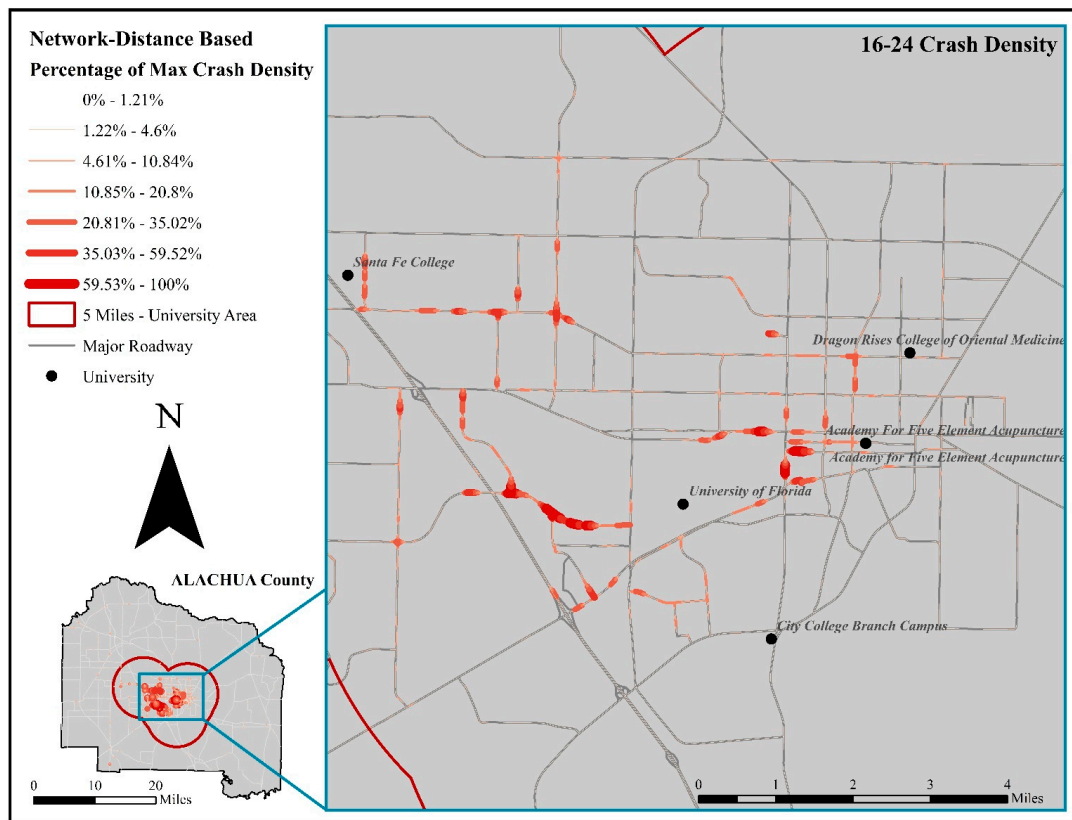 Network-Distance Based
Percentage of Max Crash Density
0% - 1.21%
1.22% - 4.6%
4.61% - 10.84%
10.85% - 20.8%
20.81% - 35.02%
35.03% - 59.52%
59.53% - 100%
5 Miles - University Area
Major Roadway
University
N
ALACHUA County
0 10 20
Miles
16-24 Crash Density
Santa Fe College
Dragon Rises College of Oriental Medicine
Academy For Five Element Acupuncture
Academy for Five Element Acupuncture
University of Florida
City College Branch Campus
0 1 2 3 4
Miles